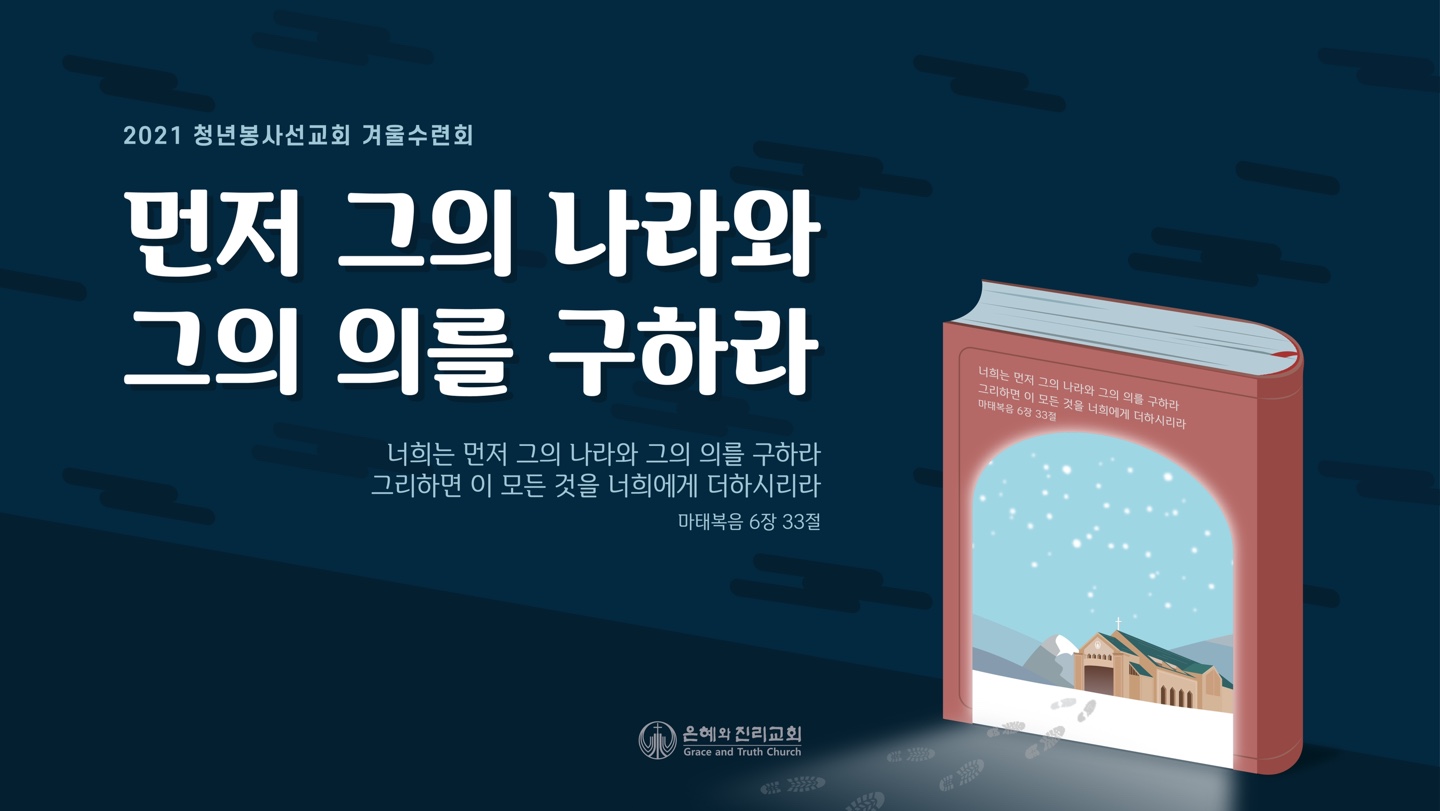 2021 청년봉사선교회 겨울수련회
먼저 그의 나라와
그의 의를 구하라
너희는 먼저 그의 나라와 그의 의를 구하라
그리하면 이 모든 것을 너희에게 더하시리라
마태복음 6장 33절
너희는 먼저 그의 나라와 그의 의를 구하라
그리하면 이 모든 것을 너희에게 더하시리라
마태복음 6장 33절
은혜와 진리교회
Grace and Truth Church